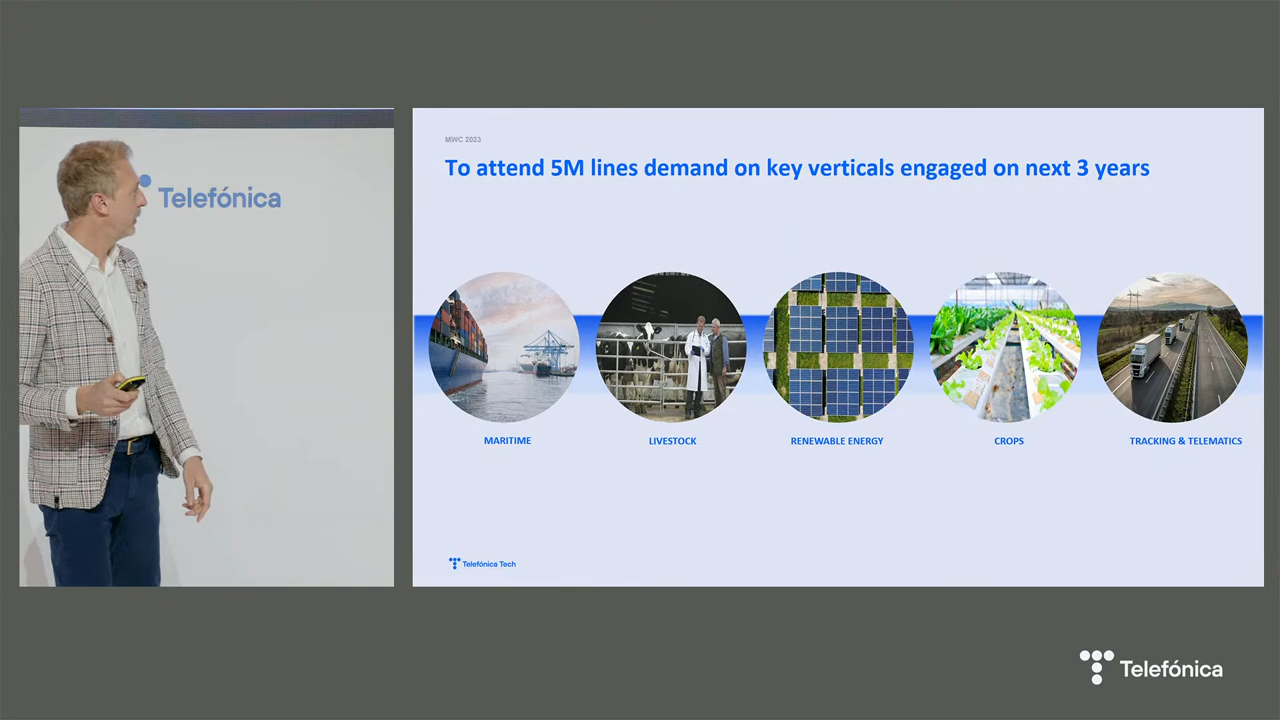 Telefónica
MWC 2023
To attend 5M lines demand on key verticals engaged on next 3 years
MARITIME
LIVESTOCK
RENEWABLE ENERGY
CROPS
TRACKING & TELEMATICS
Telefónica Tech
Telefónica